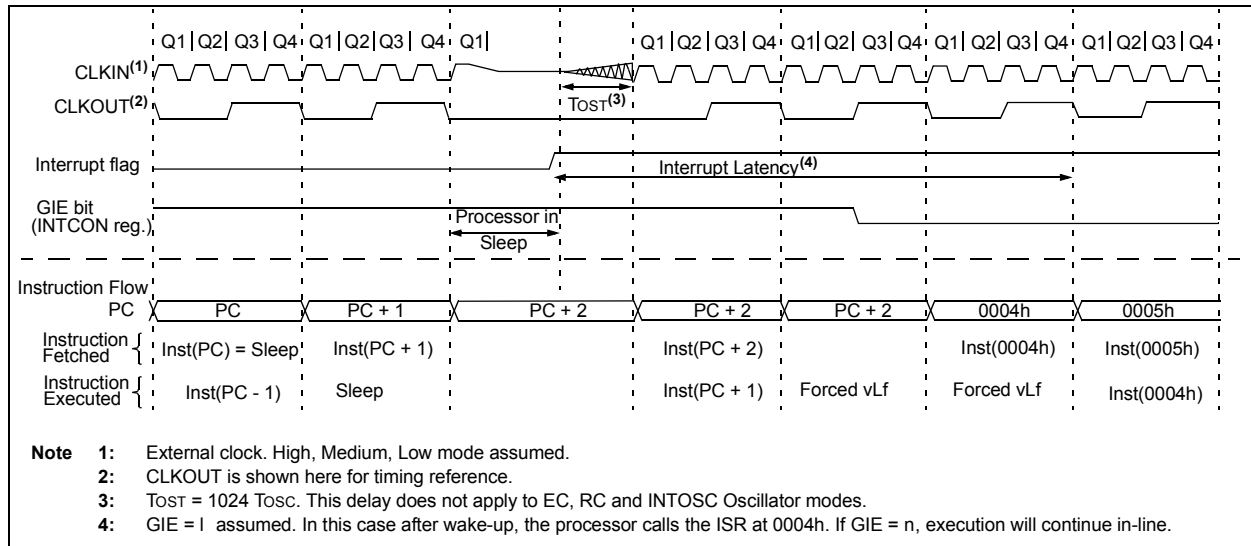 Q1 Q2 Q3 Q4 Q1 Q2 Q3 Q4 Q1 Q1 Q2 Q3 Q4 Q1 Q2 Q3 Q4 Q1 Q2 Q3 Q4 Q1 Q2 Q3 Q4
CLKIN(1)
CLKOUT(2)
TOST(3)
Interrupt flag
Interrupt Latency(4)
GIE bit
(INTCON reg.)
Processor in
Sleep
Instruction Flow
PC PC PC + 1 PC + 2 PC + 2 PC + 2 0004h 0005h
Instruction
Fetched
Inst(PC) = Sleep Inst(PC + 1) Inst(PC + 2) Inst(0004h) Inst(0005h)
Instruction
Executed
Inst(PC - 1) Sleep Inst(PC + 1) Forced vLf Forced vLf Inst(0004h)
Note 1: External clock. High, Medium, Low mode assumed.
2: CLKOUT is shown here for timing reference.
3: TOST = 1024 TOSC. This delay does not apply to EC, RC and INTOSC Oscillator modes.
4: GIE = l assumed. In this case after wake-up, the processor calls the ISR at 0004h. If GIE = n, execution will continue in-line.